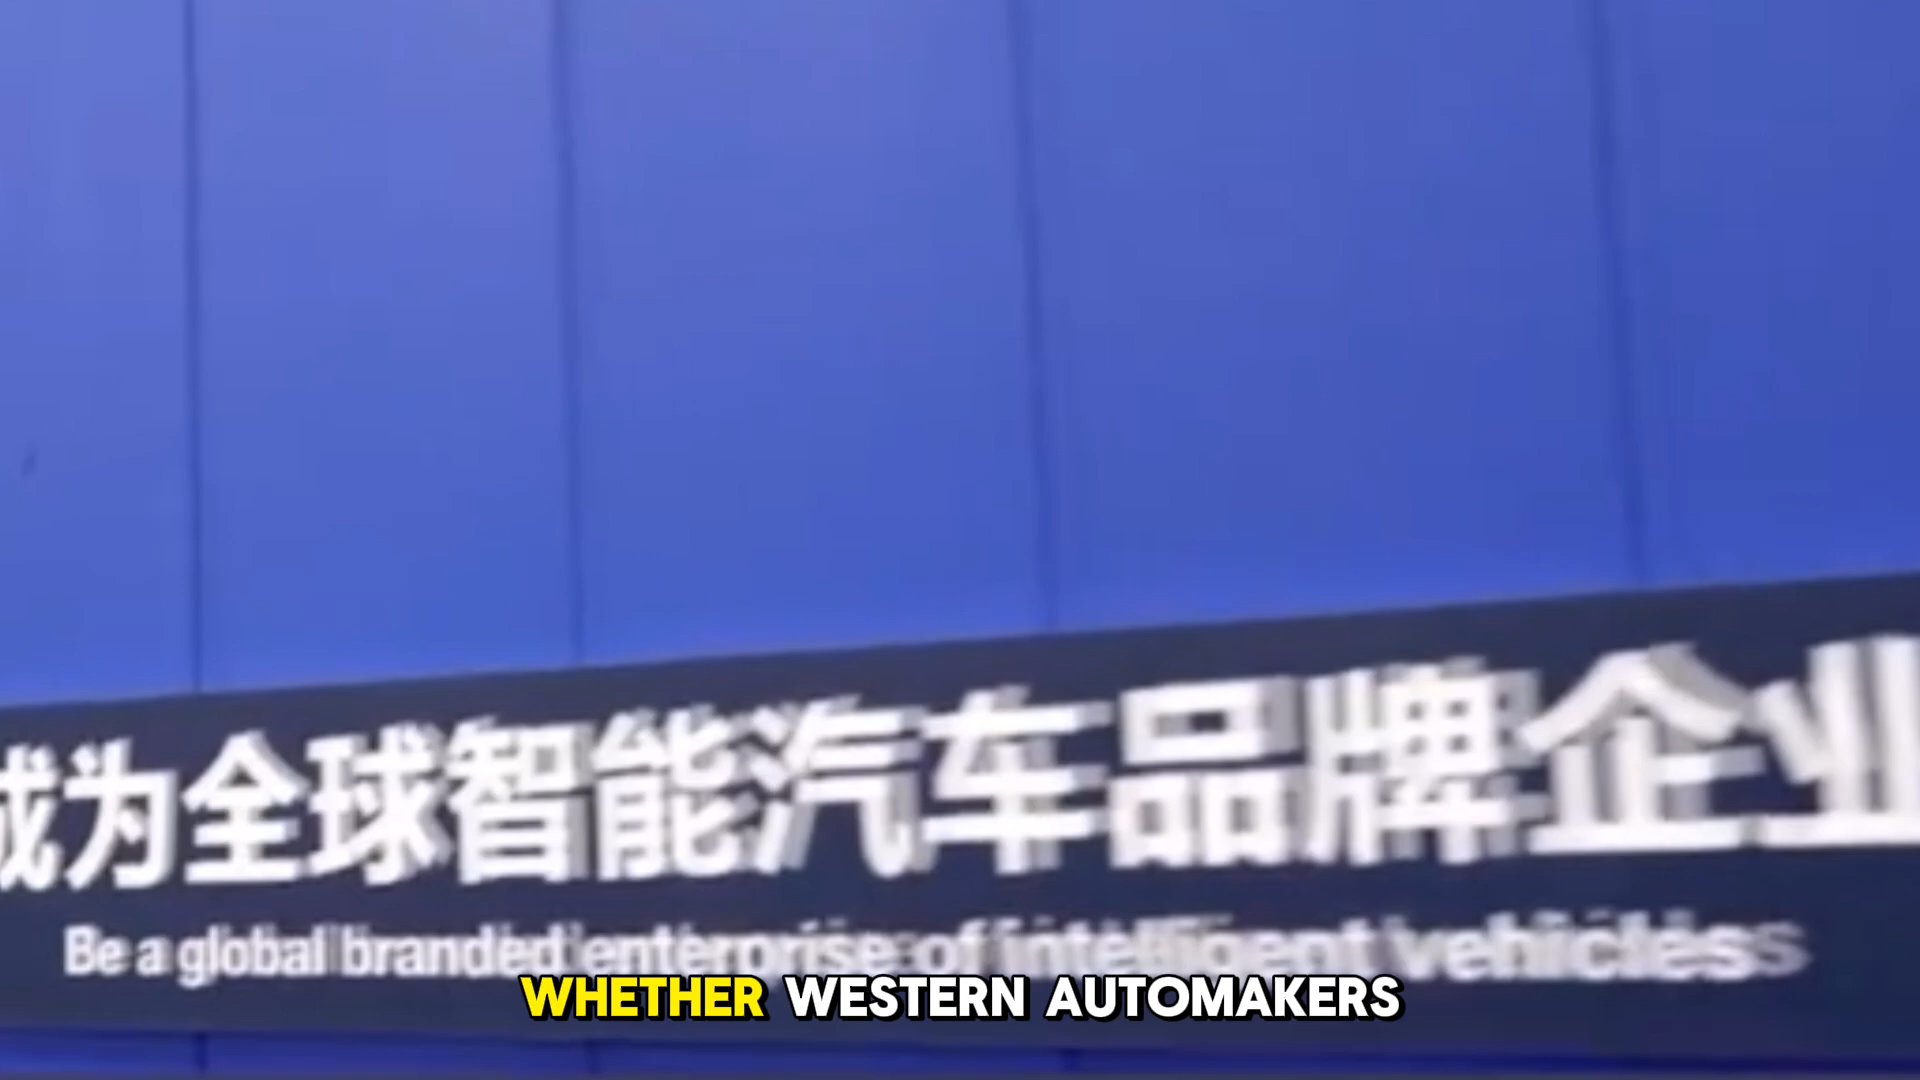 成为全球智能汽车品牌企业
Be a global branded enterprise of intelligent vehicles
WHETHER WESTERN AUTOMAKERS